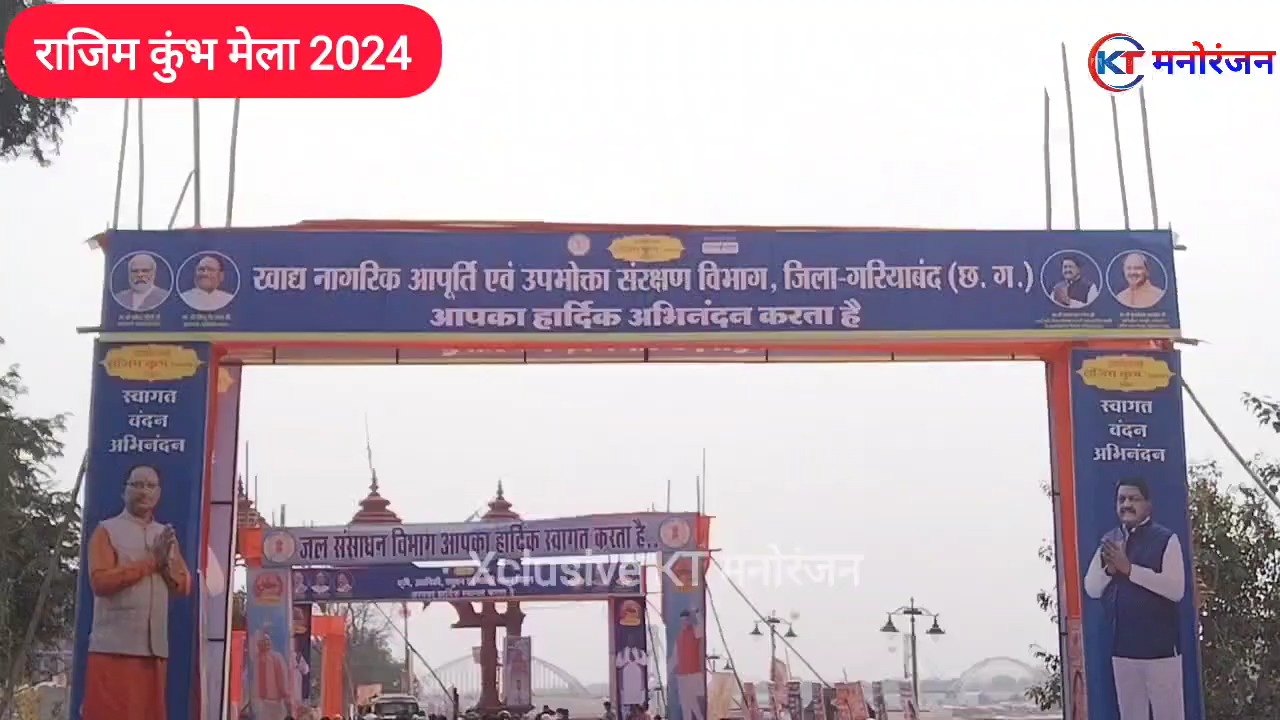 राजिम कुंभ मेला 2024
KT मनोरंजन
खाद्य नागरिक आपूर्ति एवं उपभोक्ता संरक्षण विभाग, जिला-गरियाबंद (छ. ग.)
आपका हार्दिक अभिनंदन करता है
राजिम कुंभ
स्वागत
वंदन
अभिनंदन
राजिम कुंभ
स्वागत
वंदन
अभिनंदन
जल संसाधन विभाग आपका हार्दिक स्वागत करता है..
Xclusive KT मनोरंजन